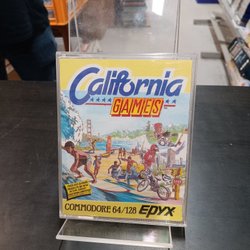 California
GAMES
COMMODORE 64/128 EPYX